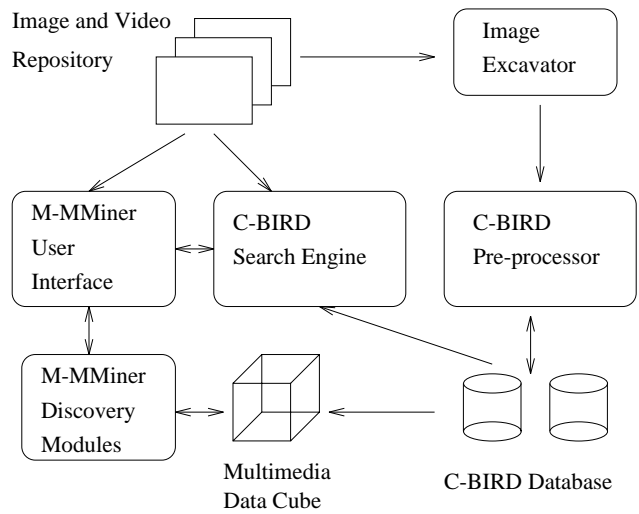 Image and Video
Repository
Image
Excavator
M-MMiner
User
Interface
C-BIRD
Search Engine
C-BIRD
Pre-processor
M-MMiner
Discovery
Modules
Multimedia
Data Cube
C-BIRD Database